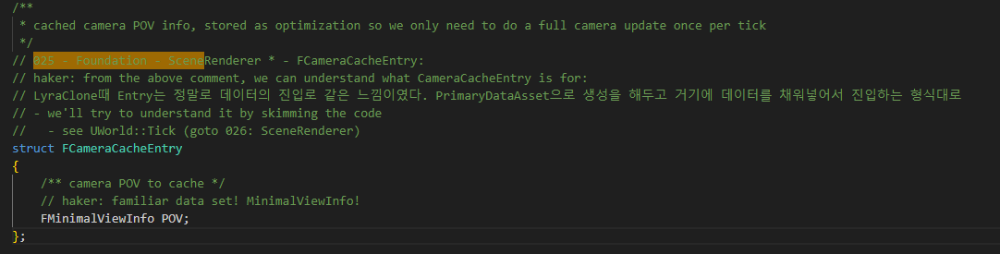 /**
 * cached camera POV info, stored as optimization so we only need to do a full camera update once per tick
 */
// 025 - Foundation - SceneRenderer * - FCameraCacheEntry:
// haker: from the above comment, we can understand what CameraCacheEntry is for:
// LyraClone때 Entry는 정말로 데이터의 진입로 같은 느낌이였다. PrimaryDataAsset으로 생성을 해두고 거기에 데이터를 채워넣어서 진입하는 형식대로
// - we'll try to understand it by skimming the code
//   - see UWorld::Tick (goto 026: SceneRenderer)
struct FCameraCacheEntry
{
    /** camera POV to cache */
    // haker: familiar data set! MinimalViewInfo!
    FMinimalViewInfo POV;
};